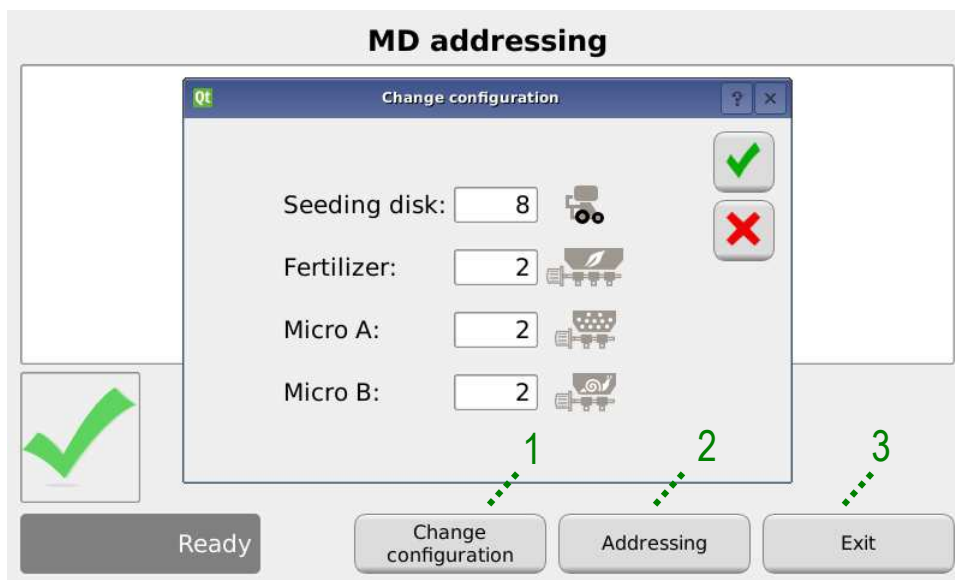 MD addressing
Qt Change configuration ? ×
Seeding disk: 8
Fertilizer: 2
Micro A: 2
Micro B: 2
1 2 3
Ready
Change
configuration
Addressing
Exit